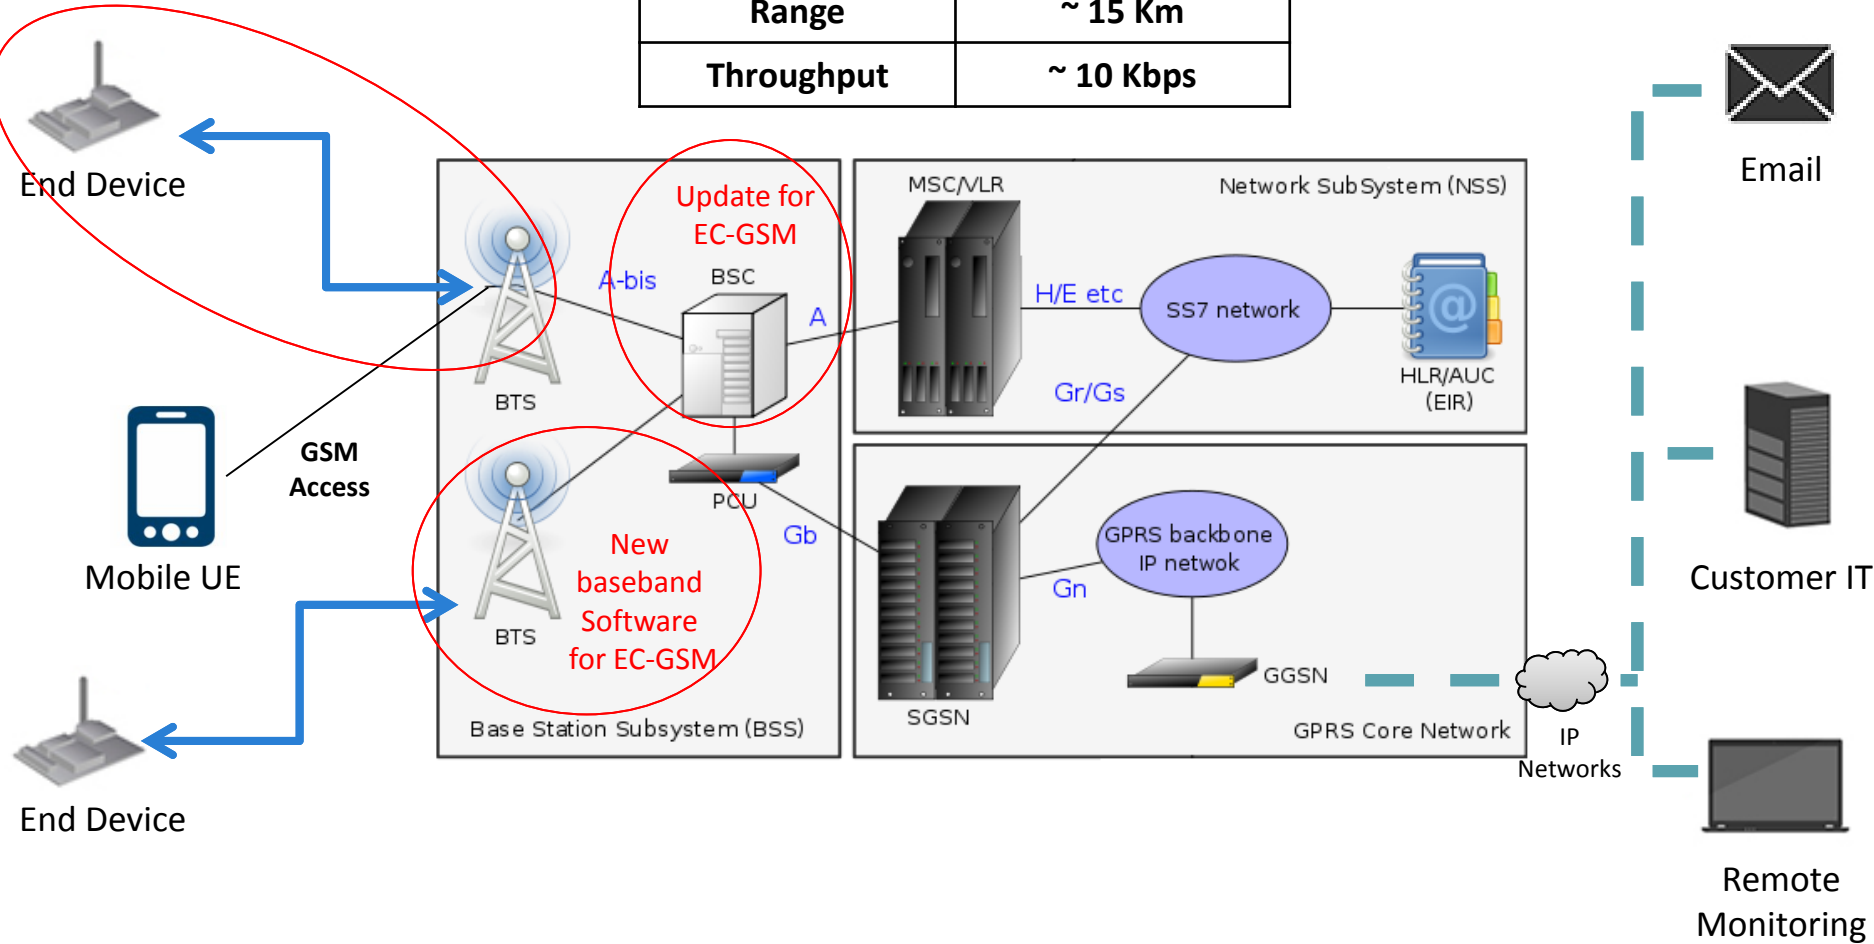 Range ~ 15 Km
Throughput ~ 10 Kbps
End Device
Update for
EC-GSM
MSC/VLR
Network SubSystem (NSS)
Email
A-bis
BSC
A
H/E etc
SS7 network
BTS
Gr/Gs
HLR/AUC
(EIR)
GSM
Access
PCU
Mobile UE
Gb
New
baseband
Software
for EC-GSM
BTS
GPRS backbone
IP netwok
Gn
Customer IT
GGSN
SGSN
Base Station Subsystem (BSS)
GPRS Core Network
IP
Networks
End Device
Remote
Monitoring